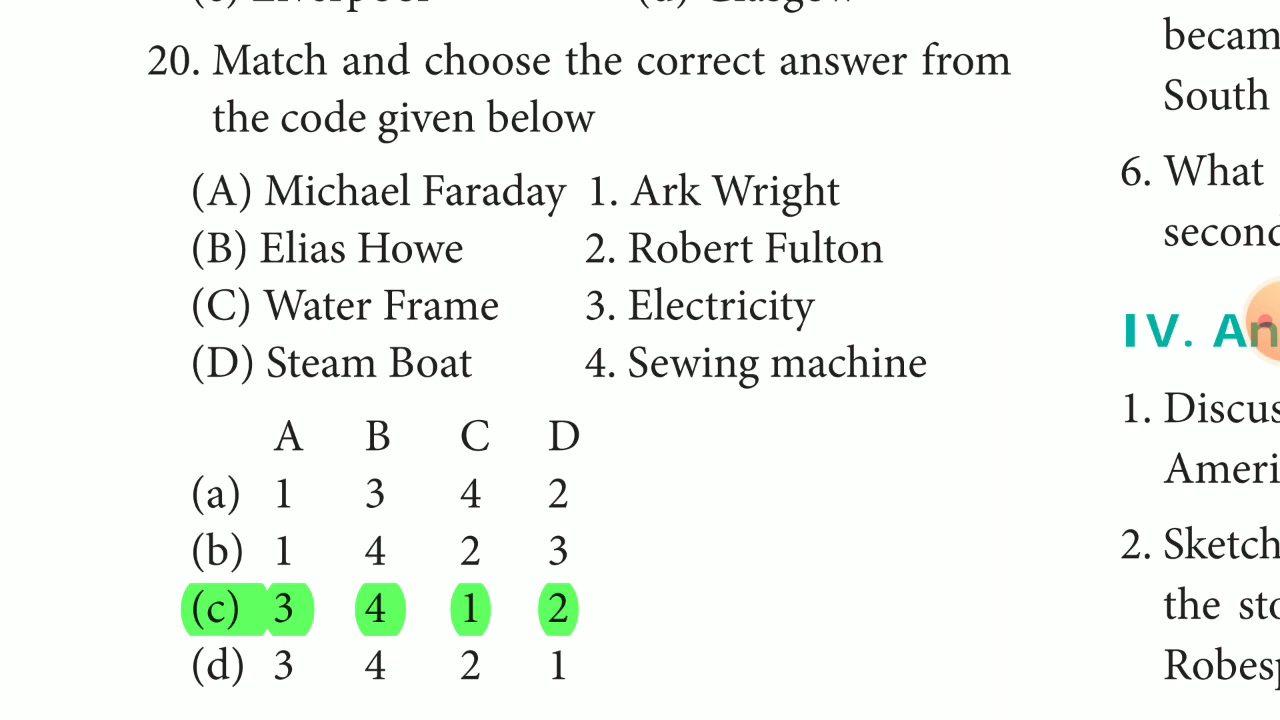 20. Match and choose the correct answer from
the code given below
(A) Michael Faraday 1. Ark Wright
(B) Elias Howe 2. Robert Fulton
(C) Water Frame 3. Electricity
(D) Steam Boat 4. Sewing machine
A B C D
(a) 1 3 4 2
(b) 1 4 2 3
(c) 3 4 1 2
(d) 3 4 2 1
becam
South
6. What
second
IV. An
1. Discus
Ameri
2. Sketch
the sto
Robesp